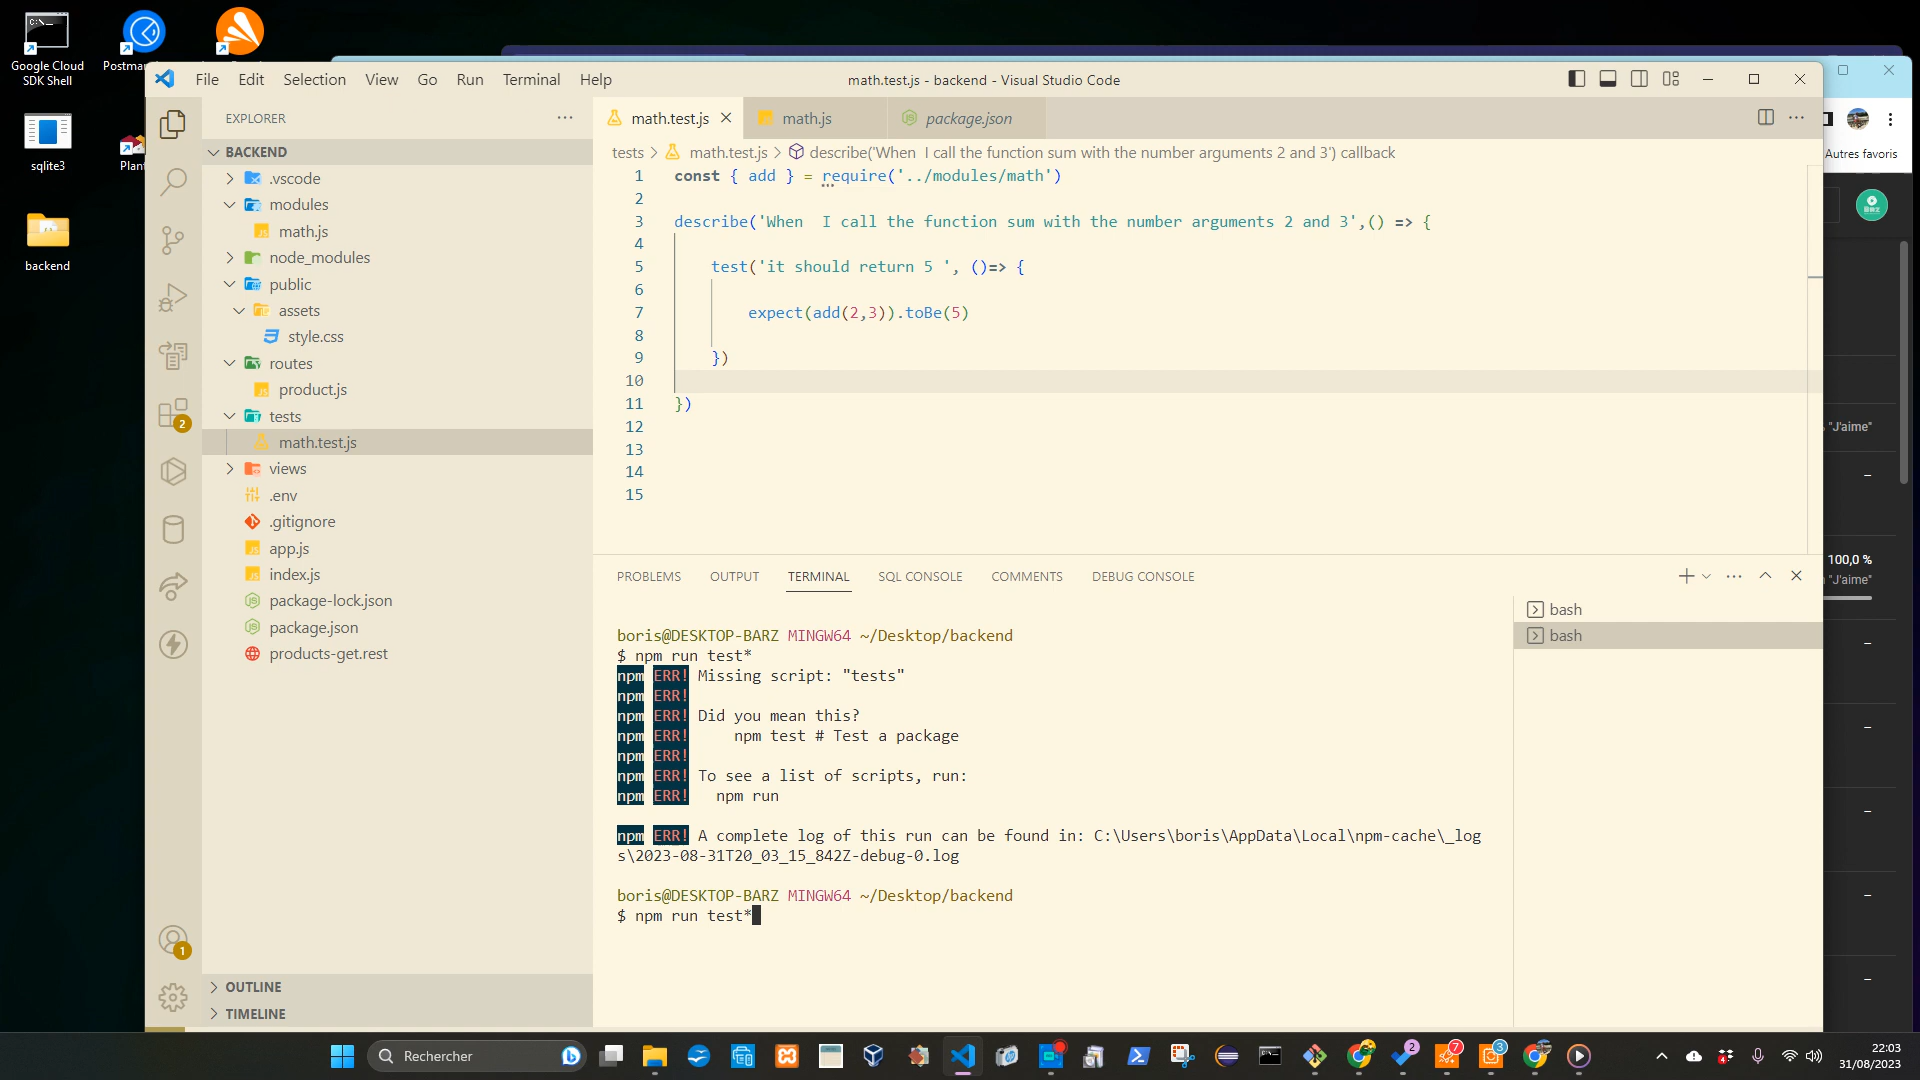 Google Cloud
SDK Shell
Postman
sqlite3
Plant
backend
File Edit Selection View Go Run Terminal Help
math.test.js - backend - Visual Studio Code
Autres favoris
EXPLORER
BACKEND
.vscode
modules
math.js
node_modules
public
assets
style.css
routes
product.js
tests
math.test.js
views
.env
.gitignore
app.js
index.js
package-lock.json
package.json
products-get.rest
OUTLINE
TIMELINE
2
1
math.test.js math.js package.json
tests > math.test.js > describe('When  I call the function sum with the number arguments 2 and 3') callback
1 const { add } = require('../modules/math')
2
3 describe('When  I call the function sum with the number arguments 2 and 3',() => {
4
5 test('it should return 5 ', ()=> {
6
7 expect(add(2,3)).toBe(5)
8
9 })
10
11 })
12
13
14
15
PROBLEMS OUTPUT TERMINAL SQL CONSOLE COMMENTS DEBUG CONSOLE
boris@DESKTOP-BARZ MINGW64 ~/Desktop/backend
$ npm run test*
npm ERR! Missing script: "tests"
npm ERR!
npm ERR! Did you mean this?
npm ERR!     npm test # Test a package
npm ERR!
npm ERR! To see a list of scripts, run:
npm ERR!   npm run
npm ERR! A complete log of this run can be found in: C:\Users\boris\AppData\Local\npm-cache\_log
s\2023-08-31T20_03_15_842Z-debug-0.log
boris@DESKTOP-BARZ MINGW64 ~/Desktop/backend
$ npm run test*
bash
bash
"J'aime"
100,0 %
"J'aime"
Rechercher
2
7
3
22:03
31/08/2023